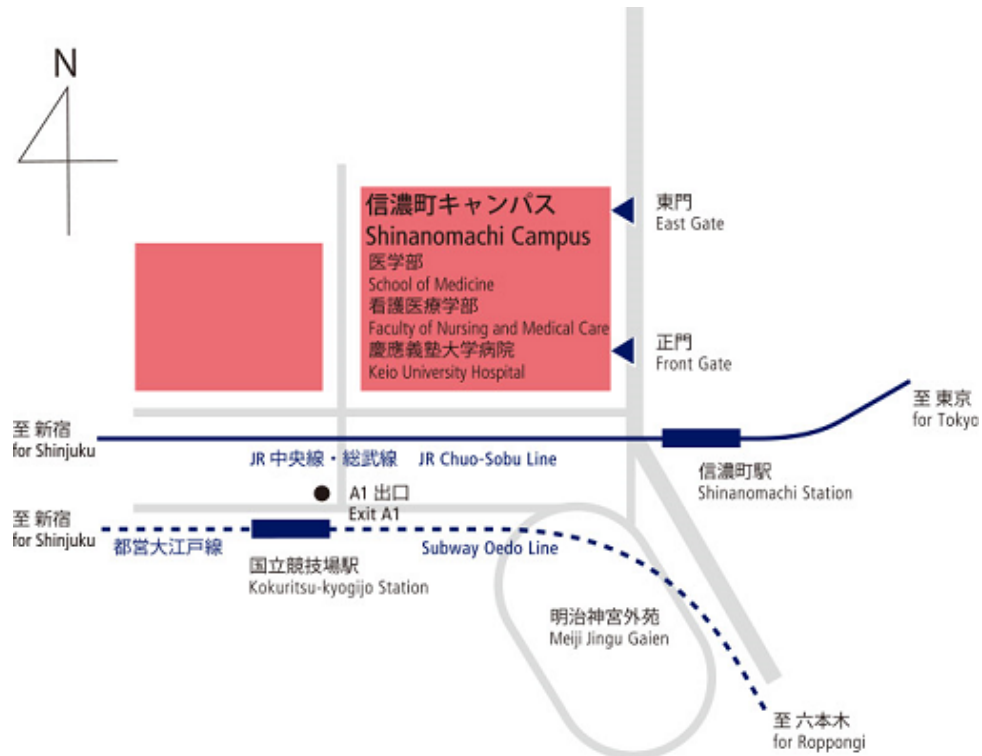 N
信濃町キャンパス
Shinanomachi Campus
医学部
School of Medicine
看護医療学部
Faculty of Nursing and Medical Care
慶應義塾大学病院
Keio University Hospital
東門
East Gate
正門
Front Gate
至 東京
for Tokyo
至 新宿
for Shinjuku
JR 中央線・総武線 JR Chuo-Sobu Line
信濃町駅
Shinanomachi Station
A1 出口
Exit A1
至 新宿
for Shinjuku
都営大江戸線
Subway Oedo Line
国立競技場駅
Kokuritsu-kyogijo Station
明治神宮外苑
Meiji Jingu Gaien
至 六本木
for Roppongi